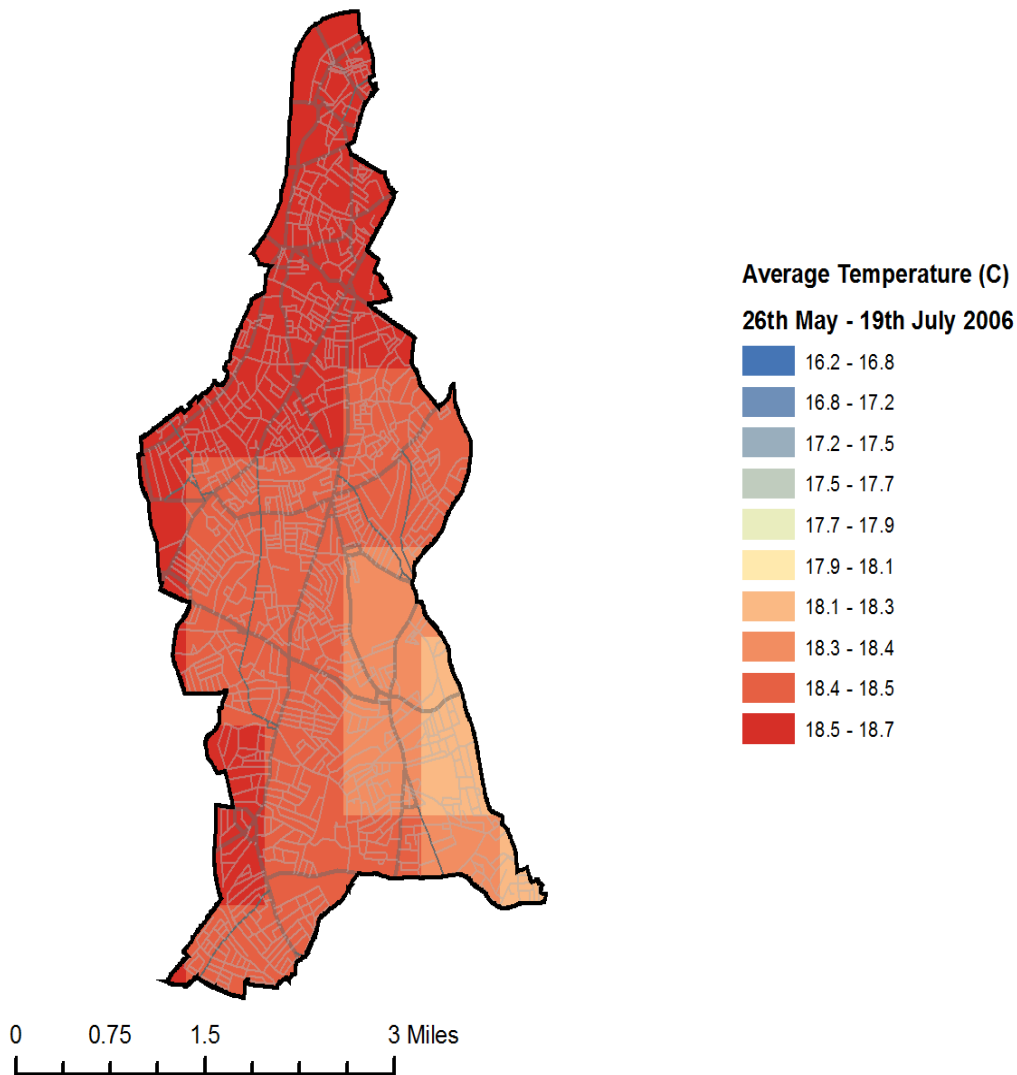 Average Temperature (C)
26th May - 19th July 2006
16.2 - 16.8
16.8 - 17.2
17.2 - 17.5
17.5 - 17.7
17.7 - 17.9
17.9 - 18.1
18.1 - 18.3
18.3 - 18.4
18.4 - 18.5
18.5 - 18.7
0 0.75 1.5 3 Miles